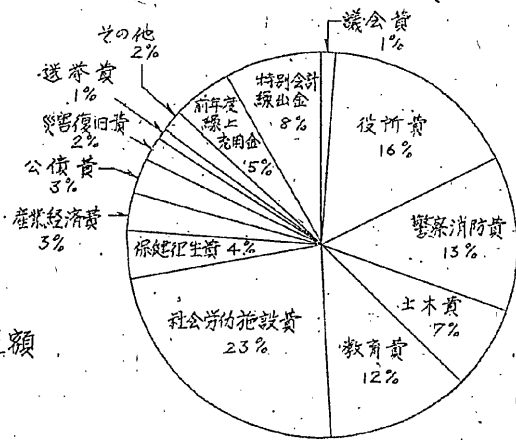 議会費
1%
役所費
16%
警察消防費
13%
土木費
7%
教育費
12%
社会労仂施設費
23%
保健衛生費 4%
産業経済費
3%
公債費
3%
災害復旧費
2%
選挙費
1%
その他
2%
前年度
繰上
充用金
5%
特別会計
繰出金
8%
額